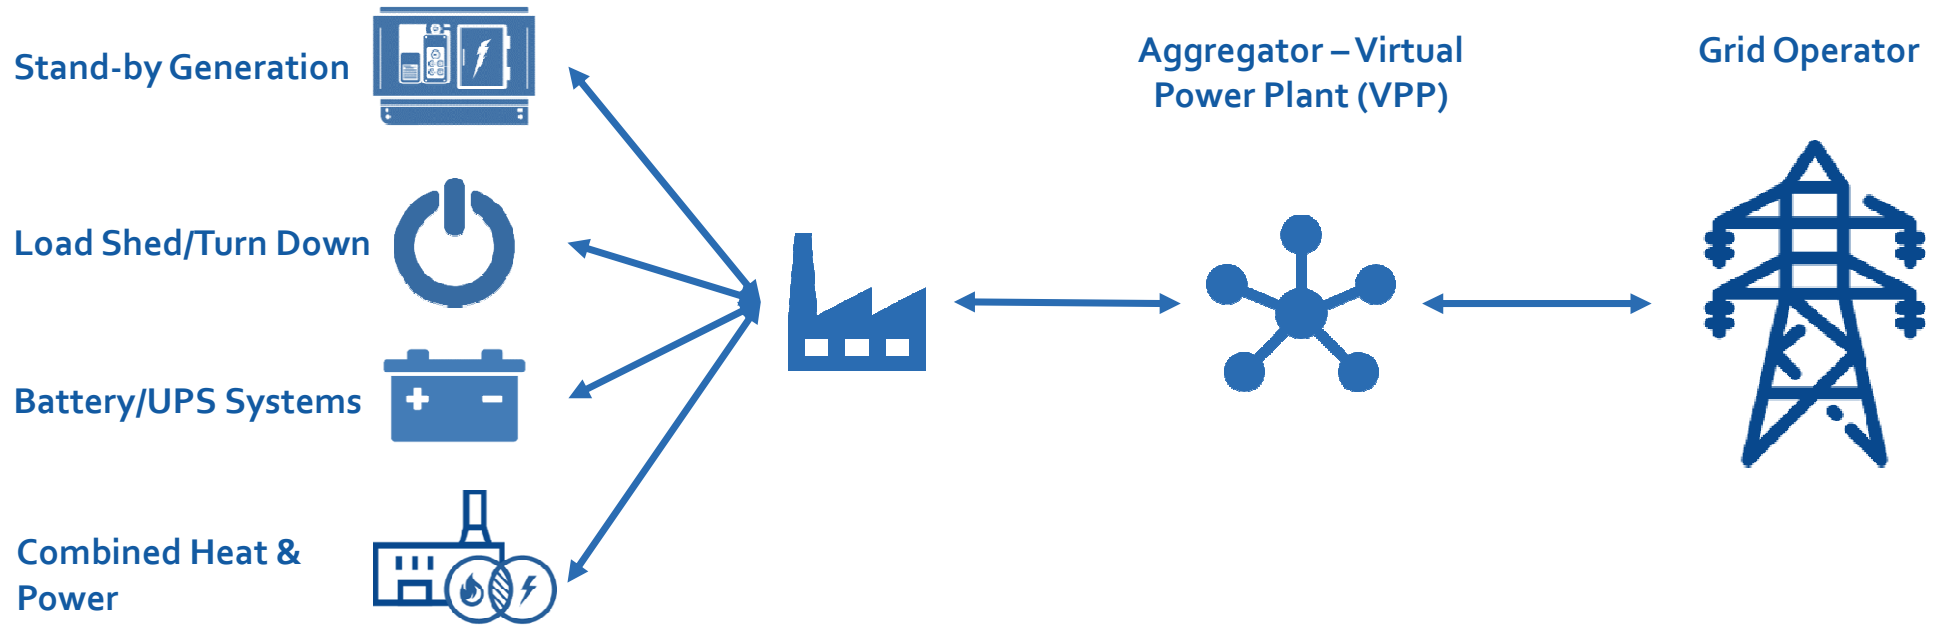 Stand-by Generation
Load Shed/Turn Down
Battery/UPS Systems
Combined Heat &
Power
Aggregator – Virtual
Power Plant (VPP)
Grid Operator